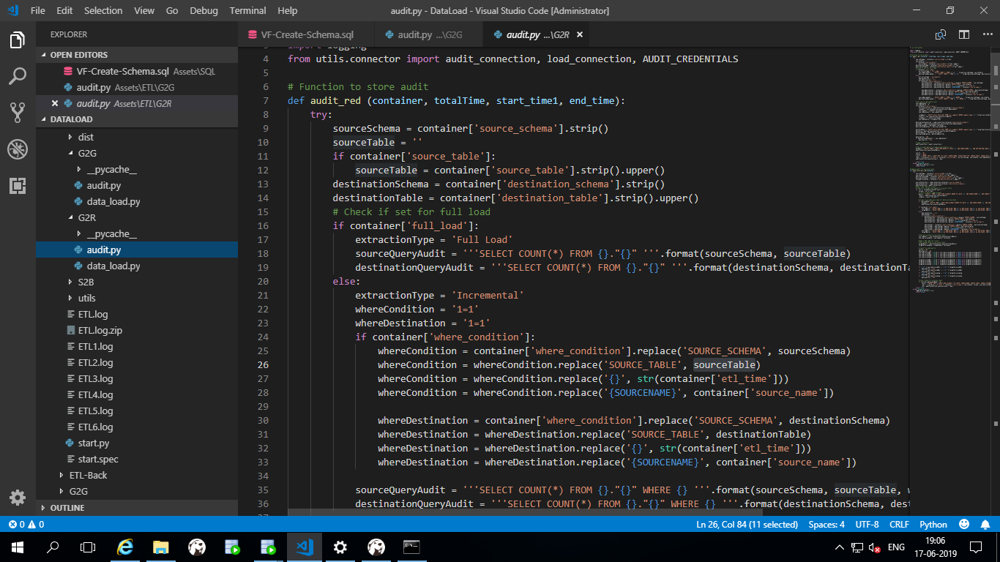 File Edit Selection View Go Debug Terminal Help
audit.py - DataLoad - Visual Studio Code [Administrator]
EXPLORER
OPEN EDITORS
VF-Create-Schema.sql Assets\SQL
audit.py Assets\ETL\G2G
audit.py Assets\ETL\G2R
DATALOAD
dist
G2G
__pycache__
audit.py
data_load.py
G2R
__pycache__
audit.py
data_load.py
S2B
utils
ETL.log
ETL.log.zip
ETL1.log
ETL2.log
ETL3.log
ETL4.log
ETL5.log
ETL6.log
start.py
start.spec
ETL-Back
G2G
OUTLINE
VF-Create-Schema.sql
audit.py ...\G2G
audit.py ...\G2R
3 import logging
4 from utils.connector import audit_connection, load_connection, AUDIT_CREDENTIALS
5
6 # Function to store audit
7 def audit_red (container, totalTime, start_time1, end_time):
8 try:
9 sourceSchema = container['source_schema'].strip()
10 sourceTable = ''
11 if container['source_table']:
12 sourceTable = container['source_table'].strip().upper()
13 destinationSchema = container['destination_schema'].strip()
14 destinationTable = container['destination_table'].strip().upper()
15 # Check if set for full load
16 if container['full_load']:
17 extractionType = 'Full Load'
18 sourceQueryAudit = '''SELECT COUNT(*) FROM {}."{}" '''.format(sourceSchema, sourceTable)
19 destinationQueryAudit = '''SELECT COUNT(*) FROM {}."{}" '''.format(destinationSchema, destinationTa
20 else:
21 extractionType = 'Incremental'
22 whereCondition = '1=1'
23 whereDestination = '1=1'
24 if container['where_condition']:
25 whereCondition = container['where_condition'].replace('SOURCE_SCHEMA', sourceSchema)
26 whereCondition = whereCondition.replace('SOURCE_TABLE', sourceTable)
27 whereCondition = whereCondition.replace('{}', str(container['etl_time']))
28 whereCondition = whereCondition.replace('{SOURCENAME}', container['source_name'])
29
30 whereDestination = container['where_condition'].replace('SOURCE_SCHEMA', destinationSchema)
31 whereDestination = whereDestination.replace('SOURCE_TABLE', destinationTable)
32 whereDestination = whereDestination.replace('{}', str(container['etl_time']))
33 whereDestination = whereDestination.replace('{SOURCENAME}', container['source_name'])
34
35 sourceQueryAudit = '''SELECT COUNT(*) FROM {}."{}" WHERE {} '''.format(sourceSchema, sourceTable, w
36 destinationQueryAudit = '''SELECT COUNT(*) FROM {}."{}" WHERE {} '''.format(destinationSchema, dest
0 0
Ln 26, Col 84 (11 selected) Spaces: 4 UTF-8 CRLF Python
ENG
19:06
17-06-2019